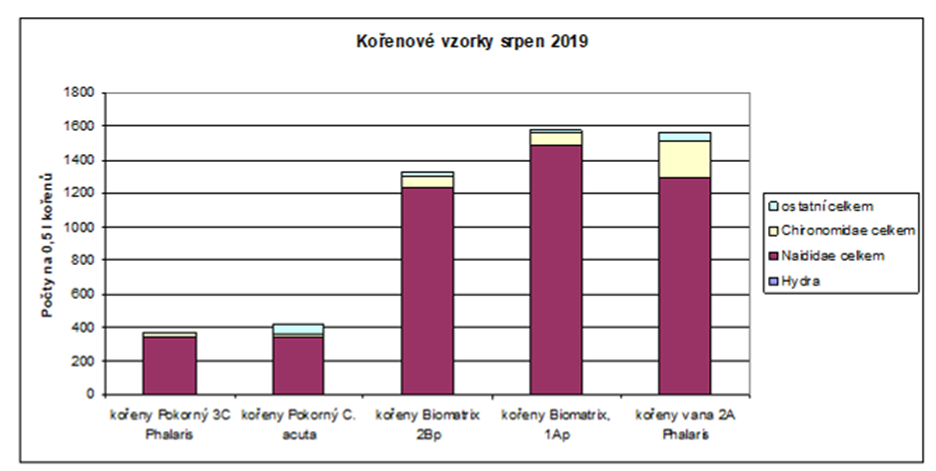 Kořenové vzorky srpen 2019
Počty na 0,5 l kořenů
1800
1600
1400
1200
1000
800
600
400
200
0
kořeny Pokorný 3C
Phalaris
kořeny Pokorný C.
acuta
kořeny Biomatrix
2Bp
kořeny Biomatrix,
1Ap
kořeny vana 2A
Phalaris
ostatní celkem
Chironomidae celkem
Naididae celkem
Hydra